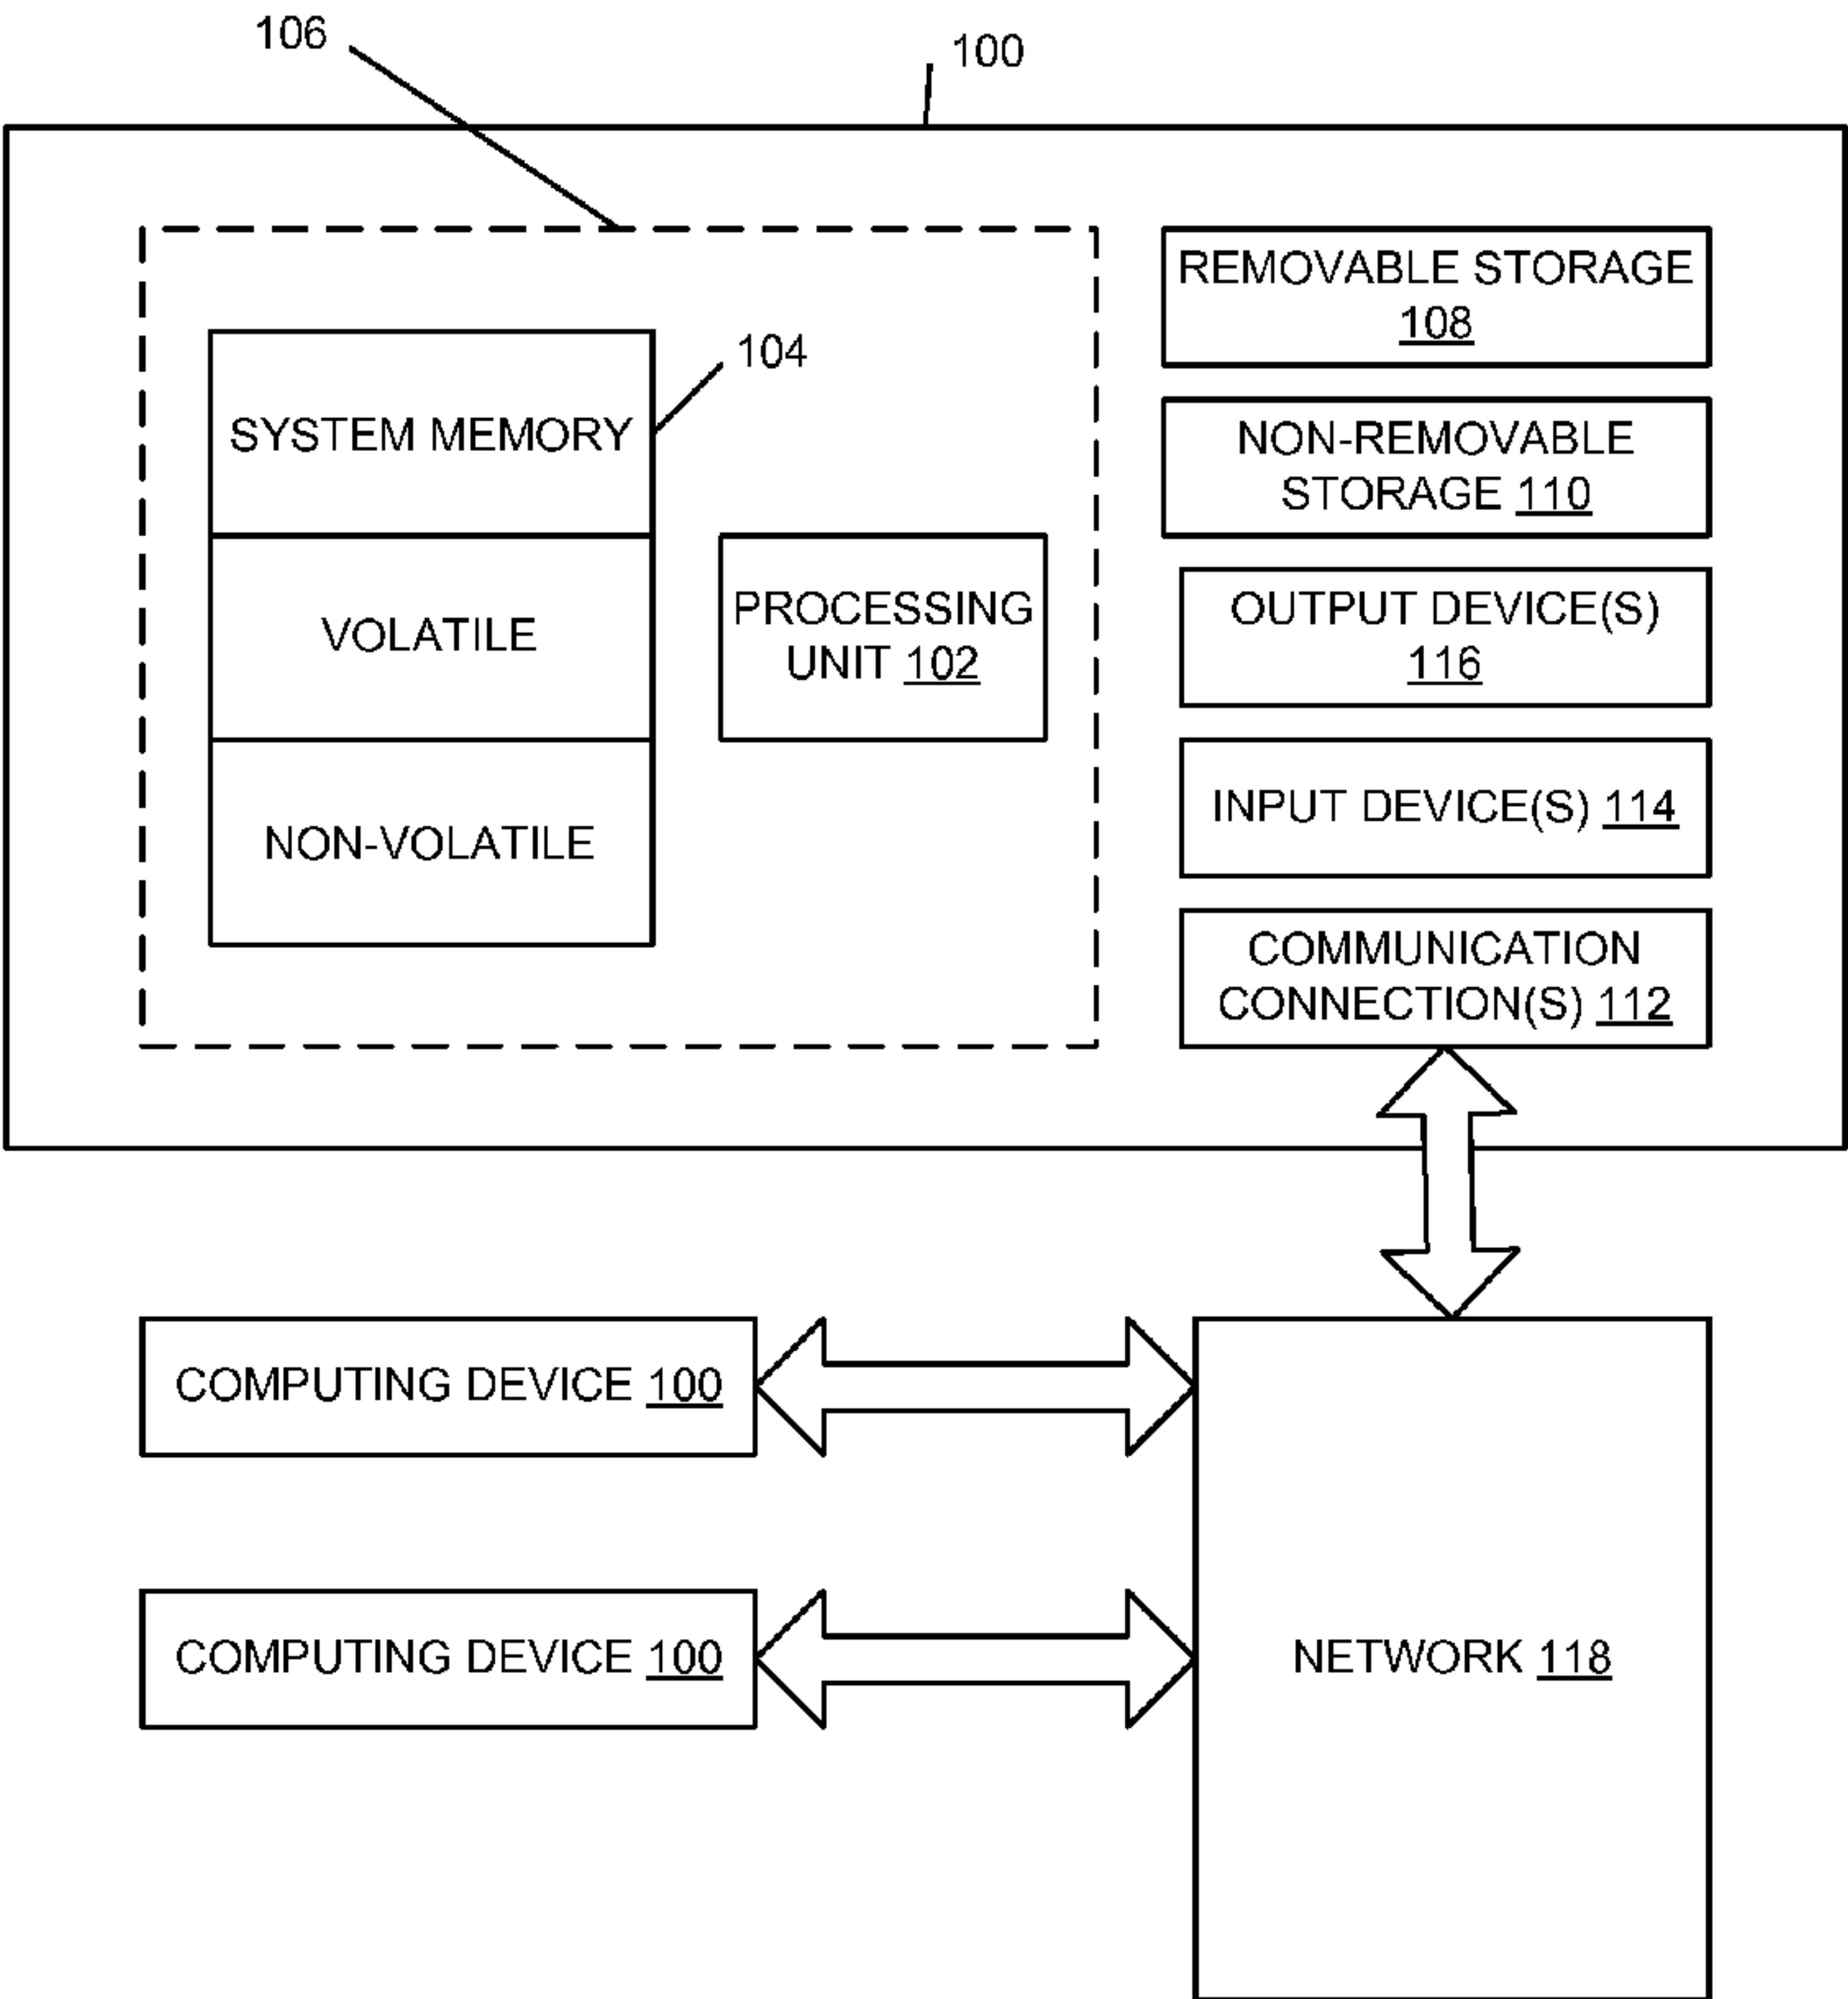 106
100
REMOVABLE STORAGE
108
104
SYSTEM MEMORY
NON-REMOVABLE
STORAGE 110
VOLATILE
PROCESSING
UNIT 102
OUTPUT DEVICE(S)
116
NON-VOLATILE
INPUT DEVICE(S) 114
COMMUNICATION
CONNECTION(S) 112
COMPUTING DEVICE 100
COMPUTING DEVICE 100
NETWORK 118